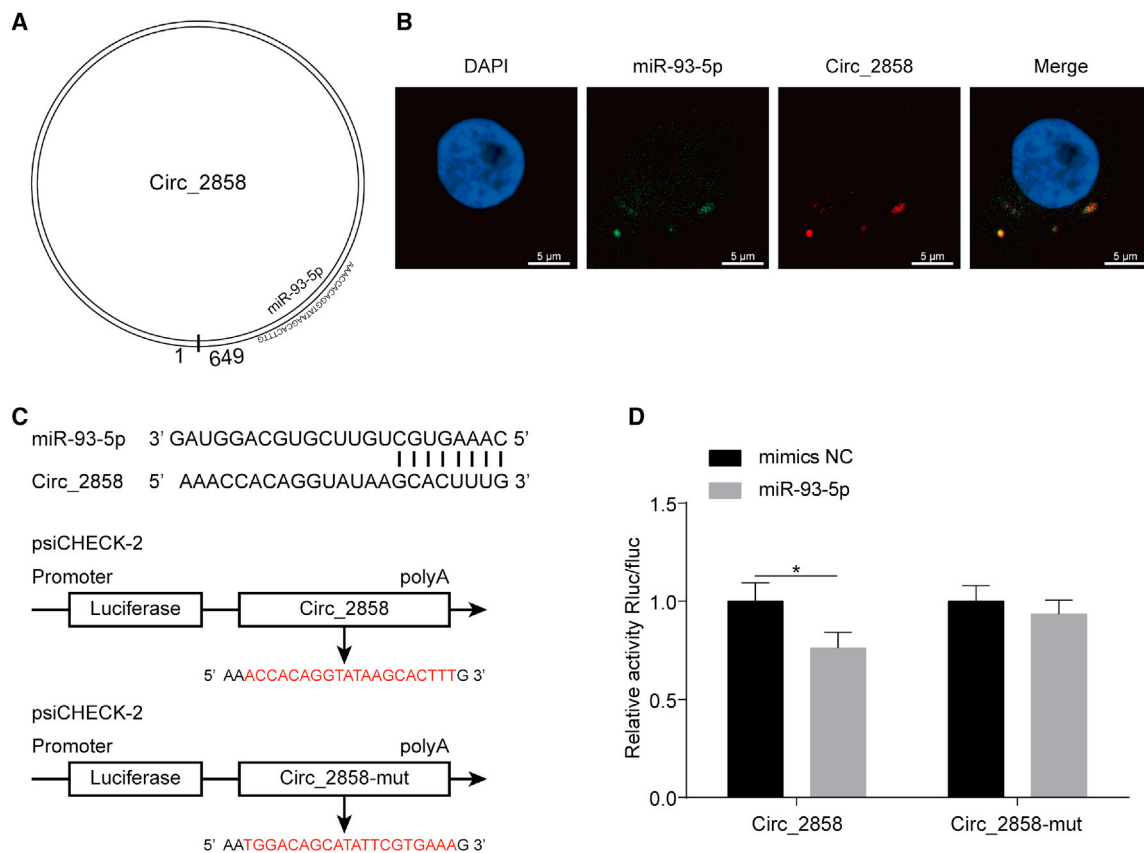 A
Circ_2858
miR-93-5p
AAACCACAGGTATAAGCACTTTG
1
649
B
DAPI
miR-93-5p
Circ_2858
Merge
5 μm
5 μm
5 μm
5 μm
C
miR-93-5p 3' GAUGGACGUGCUUGUCGUGAAAC 5'
Circ_2858 5' AAACCACAGGUAUAAGCACUUUG 3'
psiCHECK-2
Promoter
polyA
Luciferase
Circ_2858
5' AAACCACAGGTATAAGCACTTTG 3'
psiCHECK-2
Promoter
polyA
Luciferase
Circ_2858-mut
5' AATGGACAGCATATTCGTGAAAG 3'
D
mimics NC
miR-93-5p
Relative activity Rluc/fluc
1.5
1.0
0.5
0.0
*
Circ_2858
Circ_2858-mut